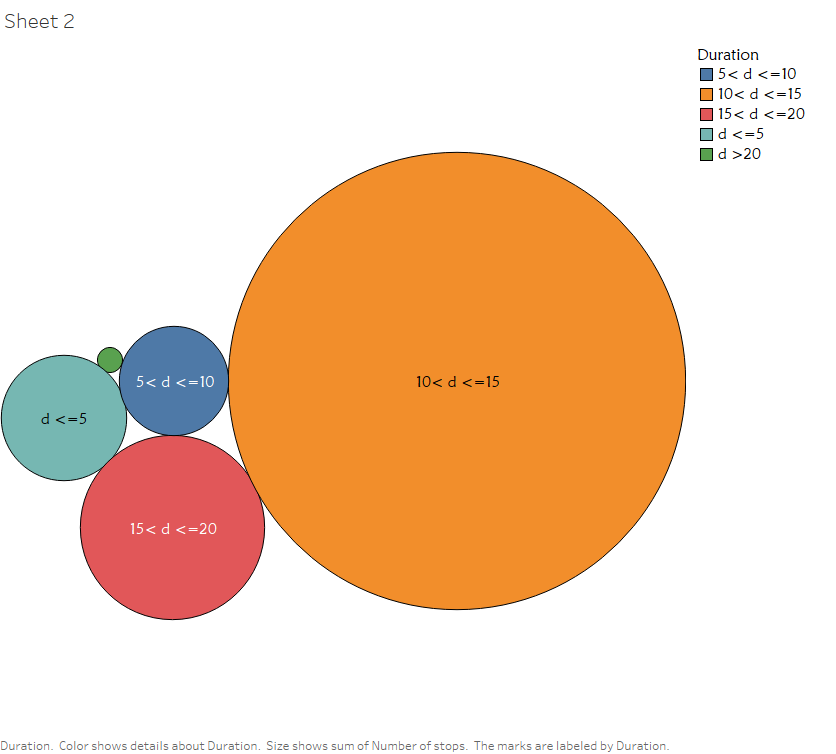 Sheet 2
Duration
5< d <=10
10< d <=15
15< d <=20
d <=5
d >20
5< d <=10
10< d <=15
d <=5
15< d <=20
Duration.  Color shows details about Duration.  Size shows sum of Number of stops.  The marks are labeled by Duration.